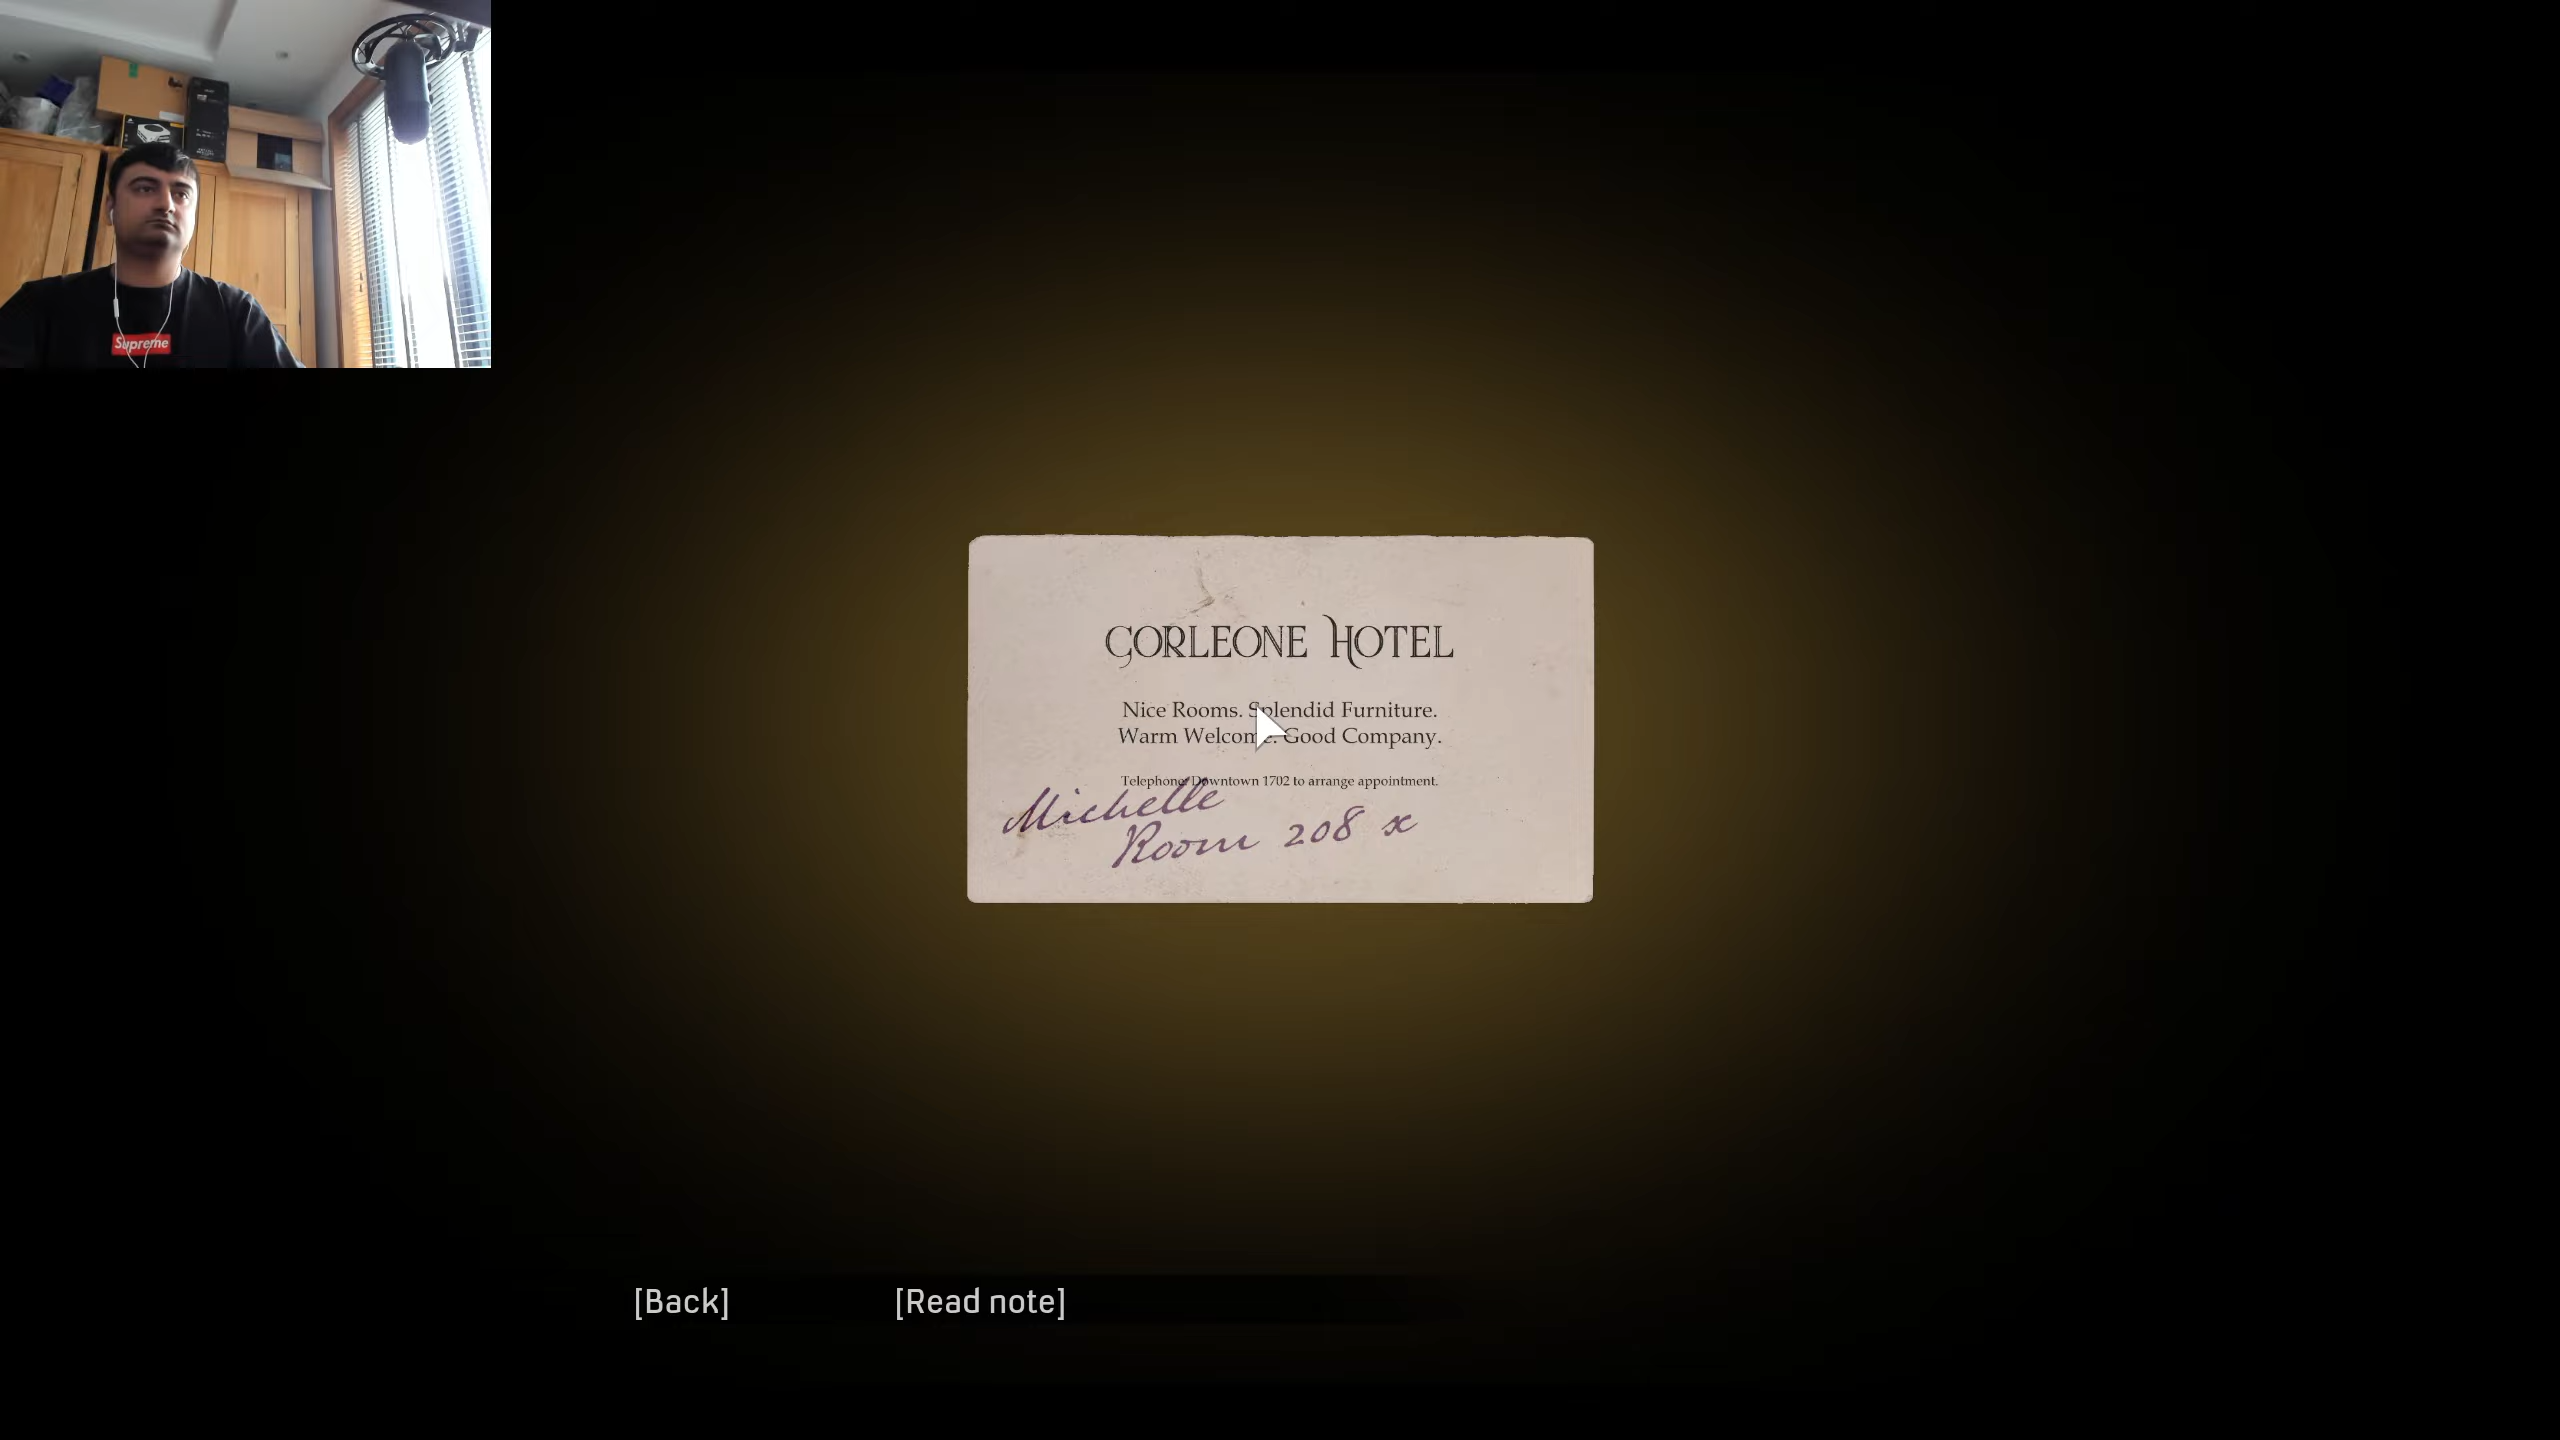 Supreme
CORLEONE HOTEL
Nice Rooms. Splendid Furniture.
Warm Welcome. Good Company.
Telephone: Downtown 1702 to arrange appointment.
Michelle
Room 208 x
[Back]
[Read note]